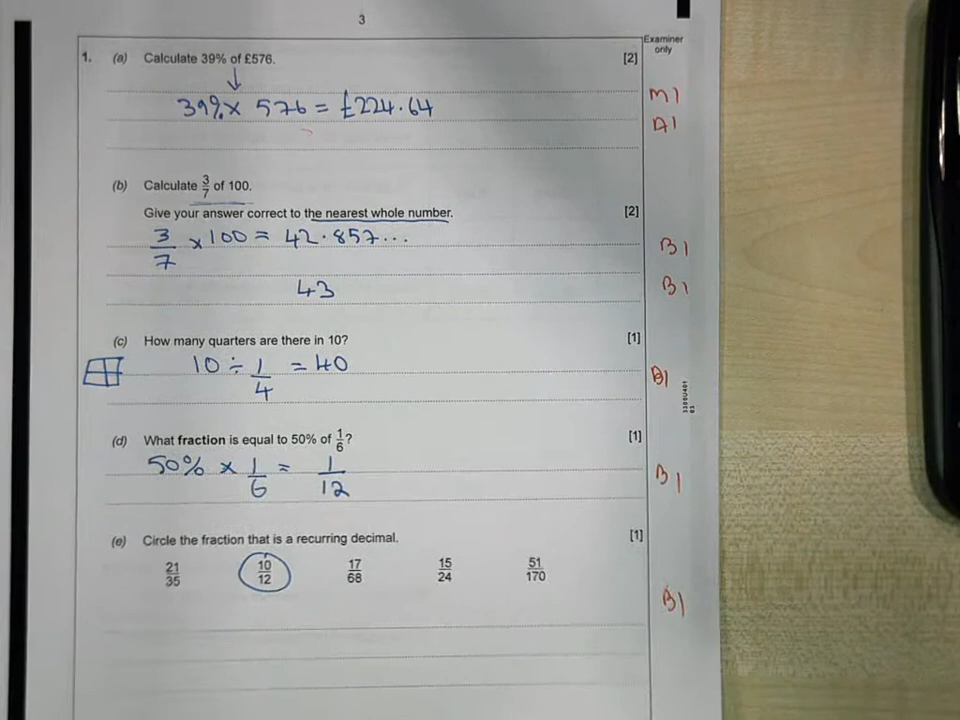 3
Examiner
only
1. (a) Calculate 39% of £576. [2]
39% × 576 = £224.64
M1
A1
(b) Calculate 3/7 of 100.
Give your answer correct to the nearest whole number. [2]
3/7 × 100 = 42.857...
B1
43
B1
(c) How many quarters are there in 10? [1]
10 ÷ 1/4 = 40
B1
(d) What fraction is equal to 50% of 1/6? [1]
50% × 1/6 = 1/12
B1
(e) Circle the fraction that is a recurring decimal. [1]
21/35 10/12 17/68 15/24 51/170
B1